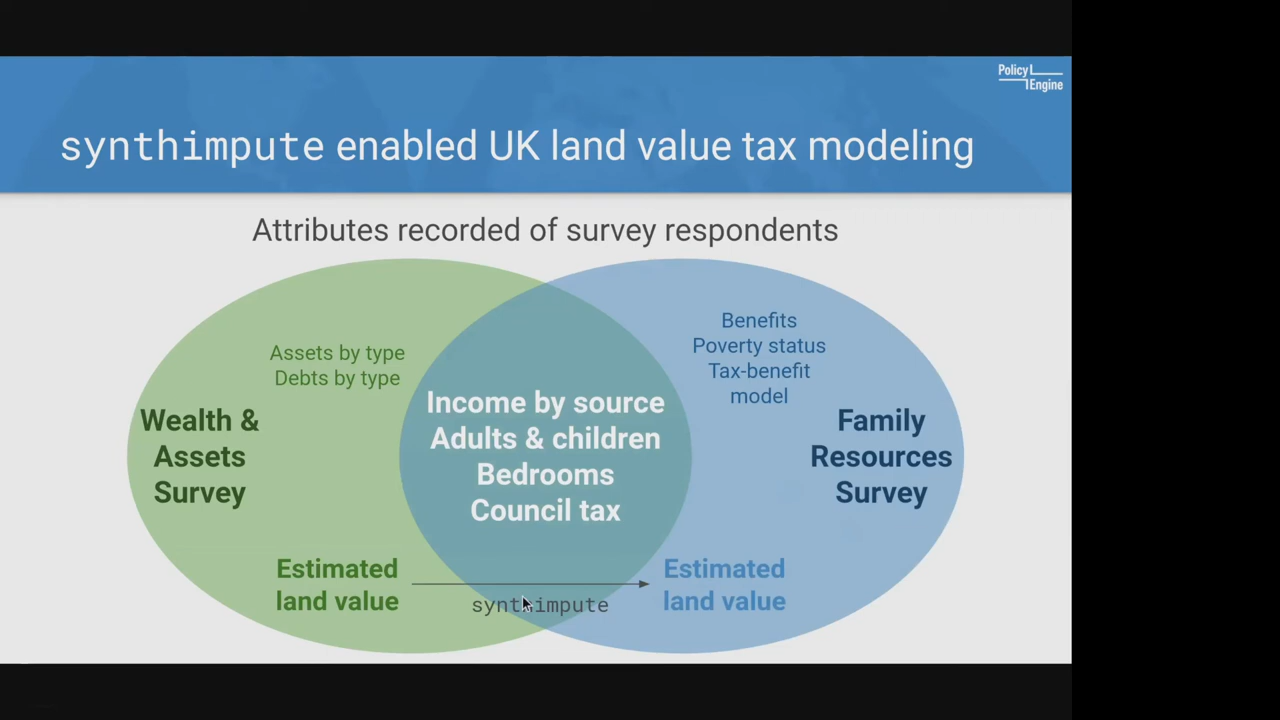 Policy
Engine
synthimpute enabled UK land value tax modeling
Attributes recorded of survey respondents
Assets by type
Debts by type
Wealth &
Assets
Survey
Income by source
Adults & children
Bedrooms
Council tax
Benefits
Poverty status
Tax-benefit
model
Family
Resources
Survey
Estimated
land value
synthimpute
Estimated
land value